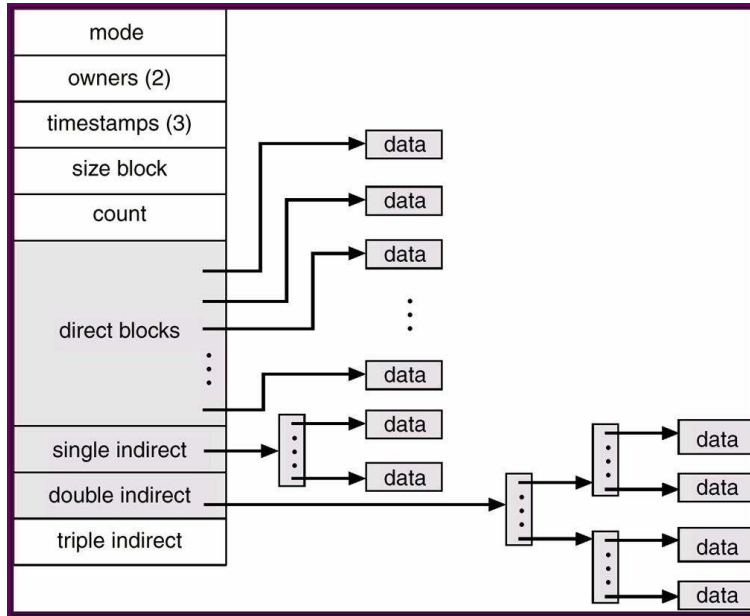 mode
owners (2)
timestamps (3)
size block
count
direct blocks
single indirect
double indirect
triple indirect
data
data
data
data
data
data
data
data
data
data